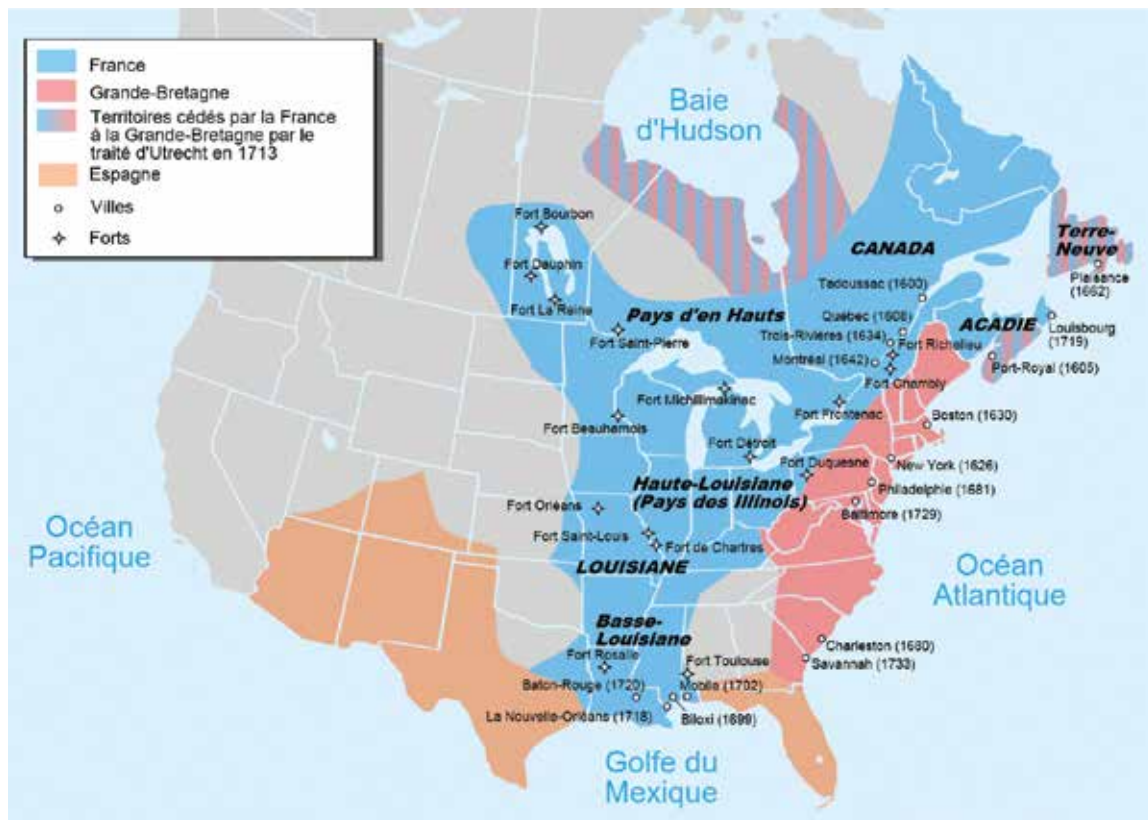 France
Grande-Bretagne
Territoires cédés par la France
à la Grande-Bretagne par le
traité d'Utrecht en 1713
Espagne
Villes
Forts
Baie
d'Hudson
Terre-
Neuve
Plaisance
(1662)
CANADA
Tadoussac (1600)
Québec (1608)
Trois-Rivières (1634)
Montréal (1642)
Fort Richelieu
Fort Chambly
Fort Frontenac
ACADIE
Louisbourg
(1719)
Port-Royal (1605)
Fort Bourbon
Fort Dauphin
Fort La Reine
Pays d'en Hauts
Fort Saint-Pierre
Fort Michilimakinac
Fort Beauharnois
Fort Détroit
Fort Duquesne
Boston (1630)
New York (1626)
Philadelphie (1681)
Baltimore (1729)
Haute-Louisiane
(Pays des Illinois)
Fort Orléans
Fort Saint-Louis
Fort de Chartres
LOUISIANE
Océan
Pacifique
Océan
Atlantique
Basse-
Louisiane
Fort Rosalie
Fort Toulouse
Baton-Rouge (1720)
Mobile (1702)
La Nouvelle-Orléans (1718)
Biloxi (1699)
Charleston (1680)
Savannah (1733)
Golfe du
Mexique